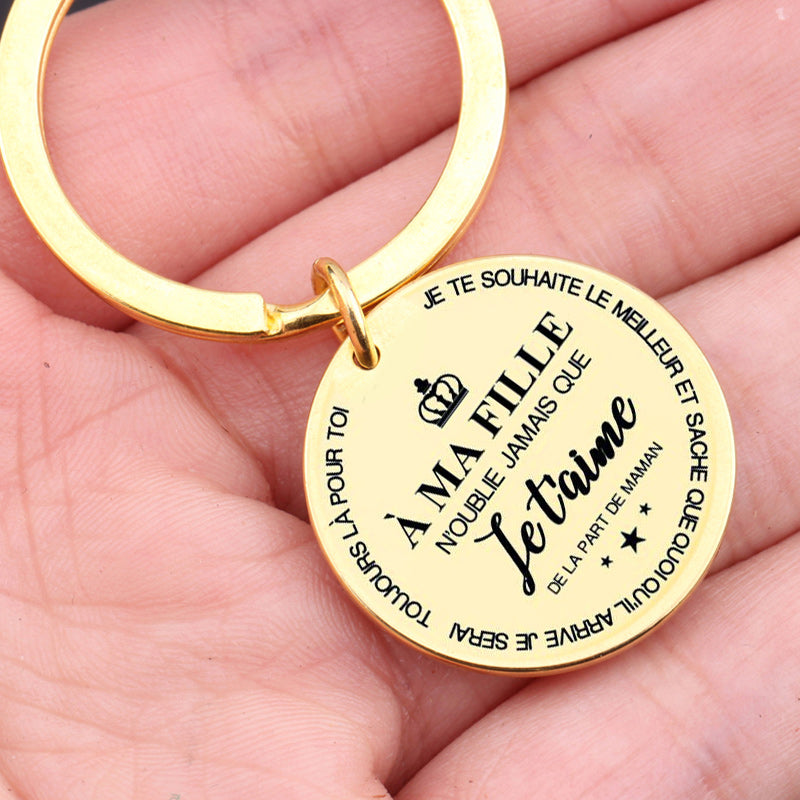 JE TE SOUHAITE LE MEILLEUR ET SACHE QUE QUOI QU'IL ARRIVE JE SERAI TOUJOURS LÀ POUR TOI
À MA FILLE
N'OUBLIE JAMAIS QUE
Je t'aime
DE LA PART DE MAMAN